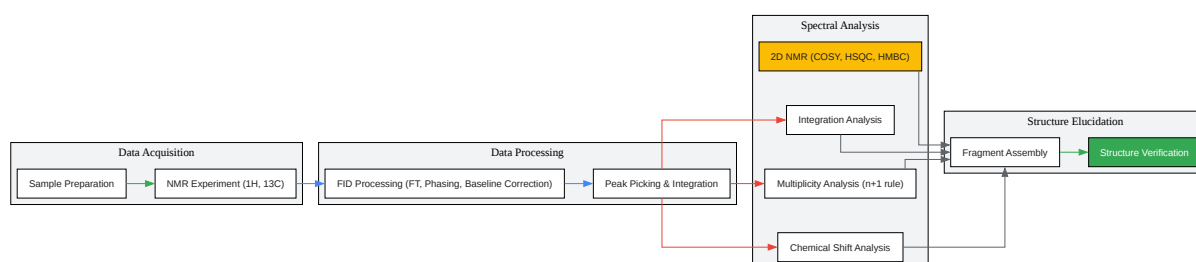 Data Acquisition
Sample Preparation
NMR Experiment (1H, 13C)
Data Processing
FID Processing (FT, Phasing, Baseline Correction)
Peak Picking & Integration
Spectral Analysis
2D NMR (COSY, HSQC, HMBC)
Integration Analysis
Multiplicity Analysis (n+1 rule)
Chemical Shift Analysis
Structure Elucidation
Fragment Assembly
Structure Verification